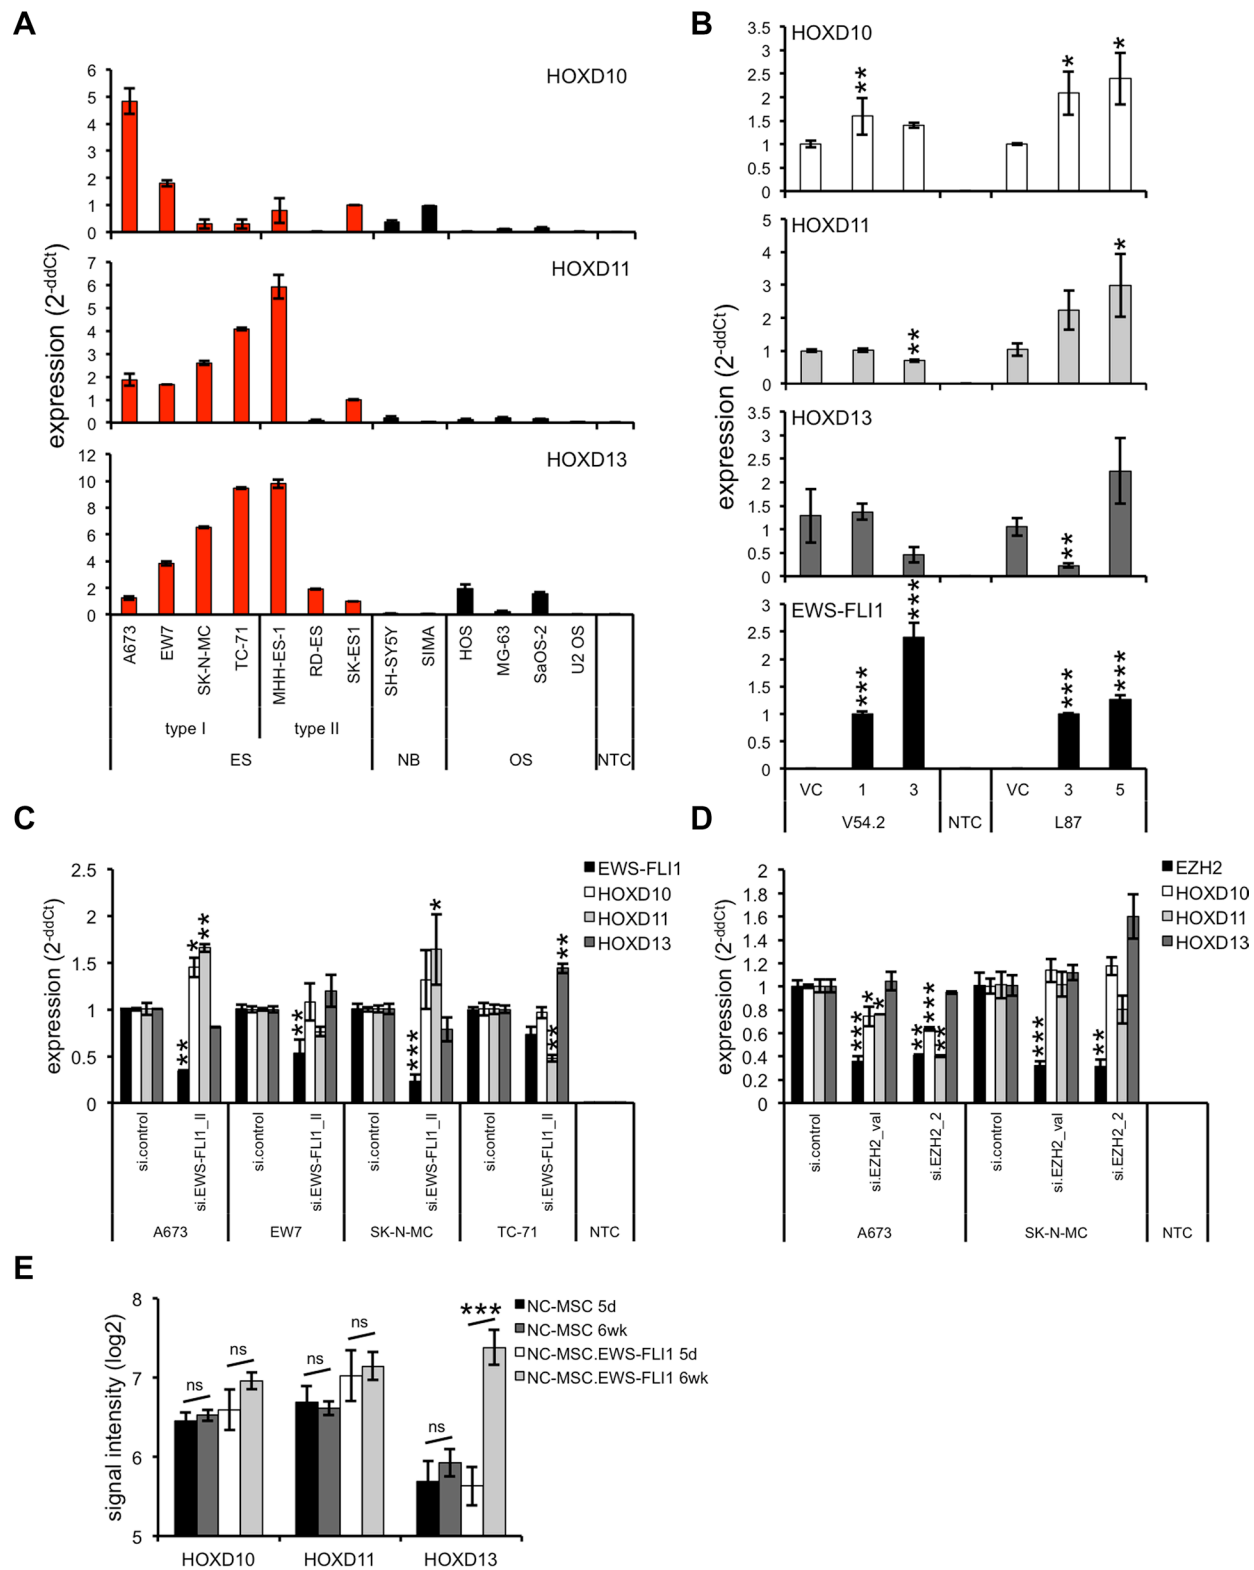 A
HOXD10
6
5
4
3
2
1
0
HOXD11
7
6
5
4
3
2
1
0
HOXD13
12
10
8
6
4
2
0
expression (2-ddCt)
A673
EW7
SK-N-MC
TC-71
MHH-ES-1
RD-ES
SK-ES1
SH-SY5Y
SIMA
HOS
MG-63
SaOS-2
U2 OS
type I
type II
ES
NB
OS
NTC
B
HOXD10
3.5
3
2.5
2
1.5
1
0.5
0
**
*
*
HOXD11
5
4
3
2
1
0
**
*
HOXD13
3.5
3
2.5
2
1.5
1
0.5
0
**
EWS-FLI1
3
2.5
2
1.5
1
0.5
0
***
***
***
***
expression (2-ddCt)
VC
1
3
VC
3
5
V54.2
NTC
L87
C
2.5
2
1.5
1
0.5
0
expression (2-ddCt)
EWS-FLI1
HOXD10
HOXD11
HOXD13
**
*
**
**
***
*
**
**
si.control
si.EWS-FLI1_II
si.control
si.EWS-FLI1_II
si.control
si.EWS-FLI1_II
si.control
si.EWS-FLI1_II
A673
EW7
SK-N-MC
TC-71
NTC
D
2
1.8
1.6
1.4
1.2
1
0.8
0.6
0.4
0.2
0
expression (2-ddCt)
EZH2
HOXD10
HOXD11
HOXD13
***
*
*
**
***
**
***
**
si.control
si.EZH2_val
si.EZH2_2
si.control
si.EZH2_val
si.EZH2_2
A673
SK-N-MC
NTC
E
8
7
6
5
signal intensity (log2)
NC-MSC 5d
NC-MSC 6wk
NC-MSC.EWS-FLI1 5d
NC-MSC.EWS-FLI1 6wk
ns
ns
ns
ns
ns
***
HOXD10
HOXD11
HOXD13